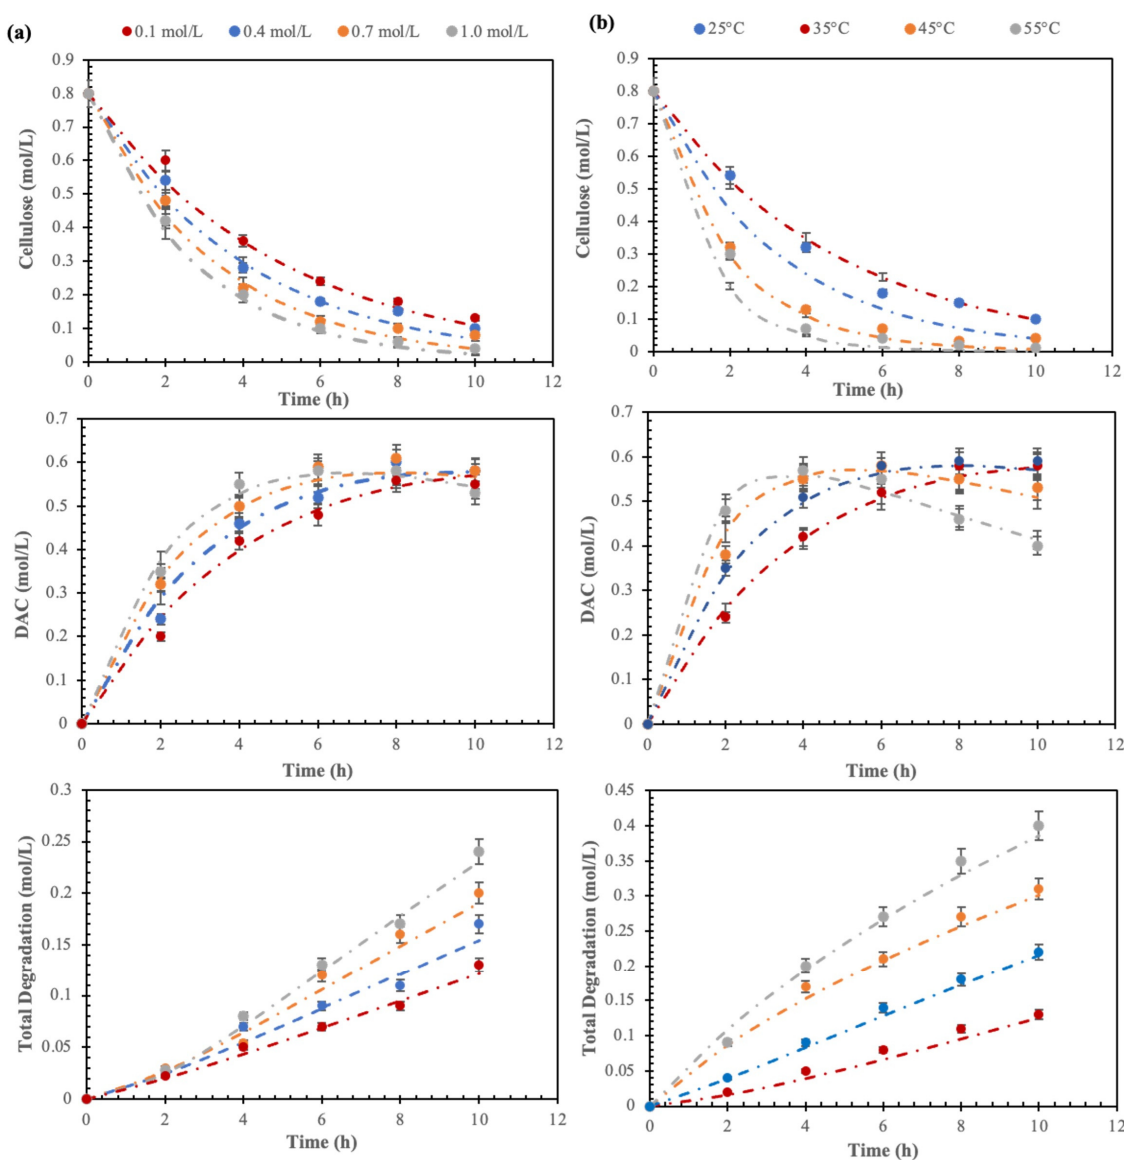 (a)
0.1 mol/L 0.4 mol/L 0.7 mol/L 1.0 mol/L
0.9
0.8
0.7
0.6
0.5
0.4
0.3
0.2
0.1
0
Cellulose (mol/L)
0 2 4 6 8 10 12
Time (h)
(b)
25°C 35°C 45°C 55°C
0.9
0.8
0.7
0.6
0.5
0.4
0.3
0.2
0.1
0
Cellulose (mol/L)
0 2 4 6 8 10 12
Time (h)
0.7
0.6
0.5
0.4
0.3
0.2
0.1
0
DAC (mol/L)
0 2 4 6 8 10 12
Time (h)
0.7
0.6
0.5
0.4
0.3
0.2
0.1
0
DAC (mol/L)
0 2 4 6 8 10 12
Time (h)
0.3
0.25
0.2
0.15
0.1
0.05
0
Total Degradation (mol/L)
0 2 4 6 8 10 12
Time (h)
0.45
0.4
0.35
0.3
0.25
0.2
0.15
0.1
0.05
0
Total Degradation (mol/L)
0 2 4 6 8 10 12
Time (h)